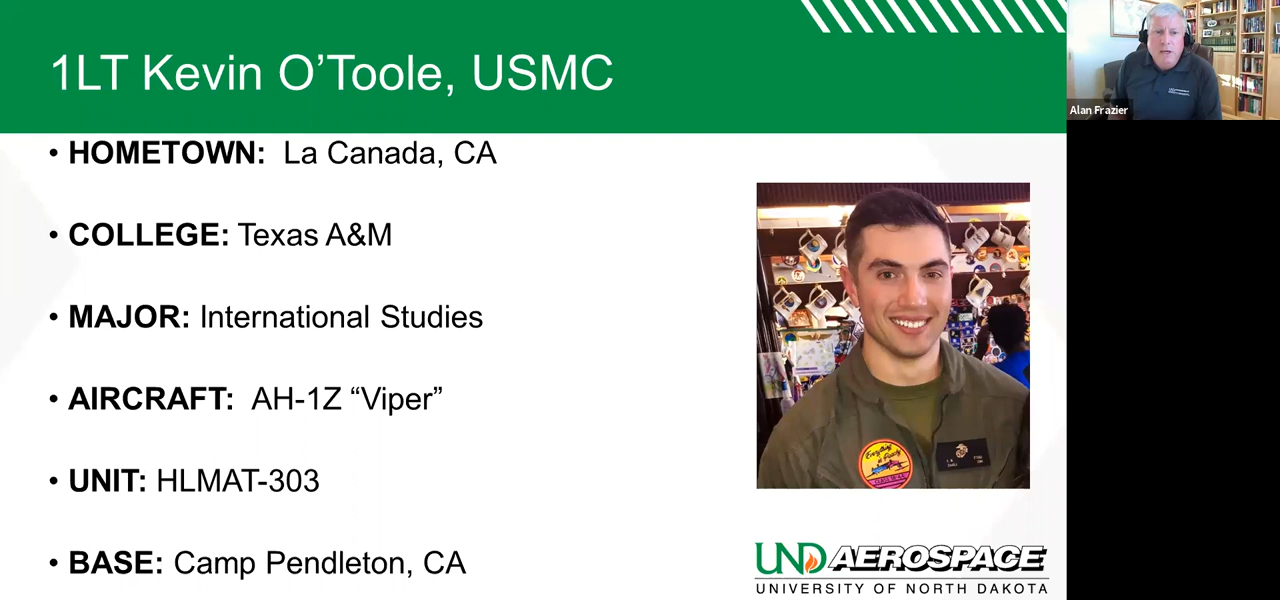 1LT Kevin O’Toole, USMC
• HOMETOWN: La Canada, CA
• COLLEGE: Texas A&M
• MAJOR: International Studies
• AIRCRAFT: AH-1Z “Viper”
• UNIT: HLMAT-303
• BASE: Camp Pendleton, CA
Alan Frazier
UND AEROSPACE
UNIVERSITY OF NORTH DAKOTA